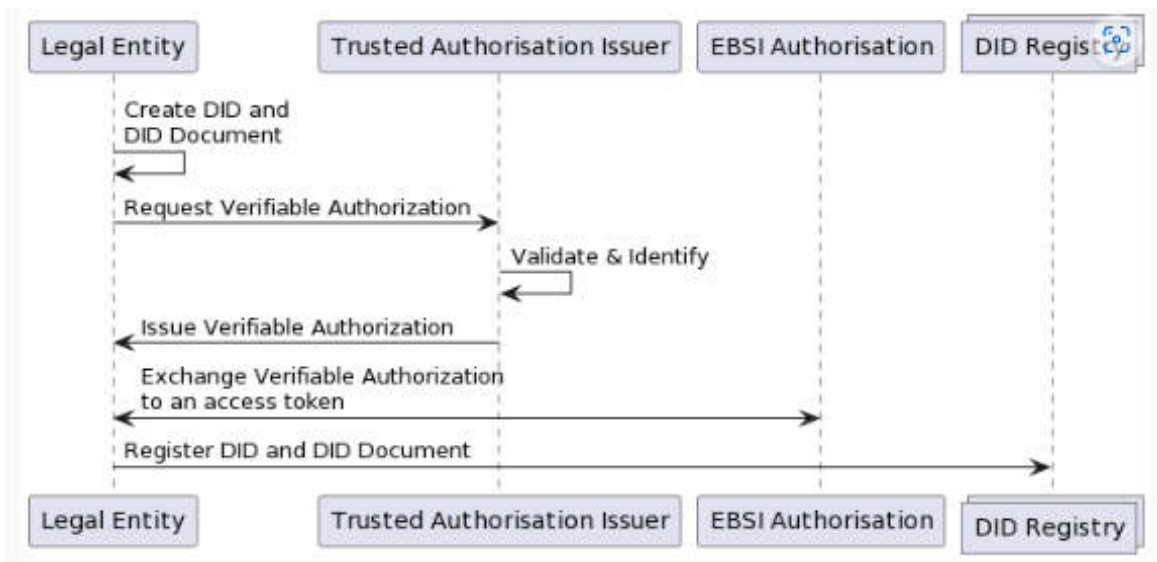 Legal Entity
Trusted Authorisation Issuer
EBSI Authorisation
DID Registry
Create DID and
DID Document
Request Verifiable Authorization
Validate & Identify
Issue Verifiable Authorization
Exchange Verifiable Authorization
to an access token
Register DID and DID Document
Legal Entity
Trusted Authorisation Issuer
EBSI Authorisation
DID Registry